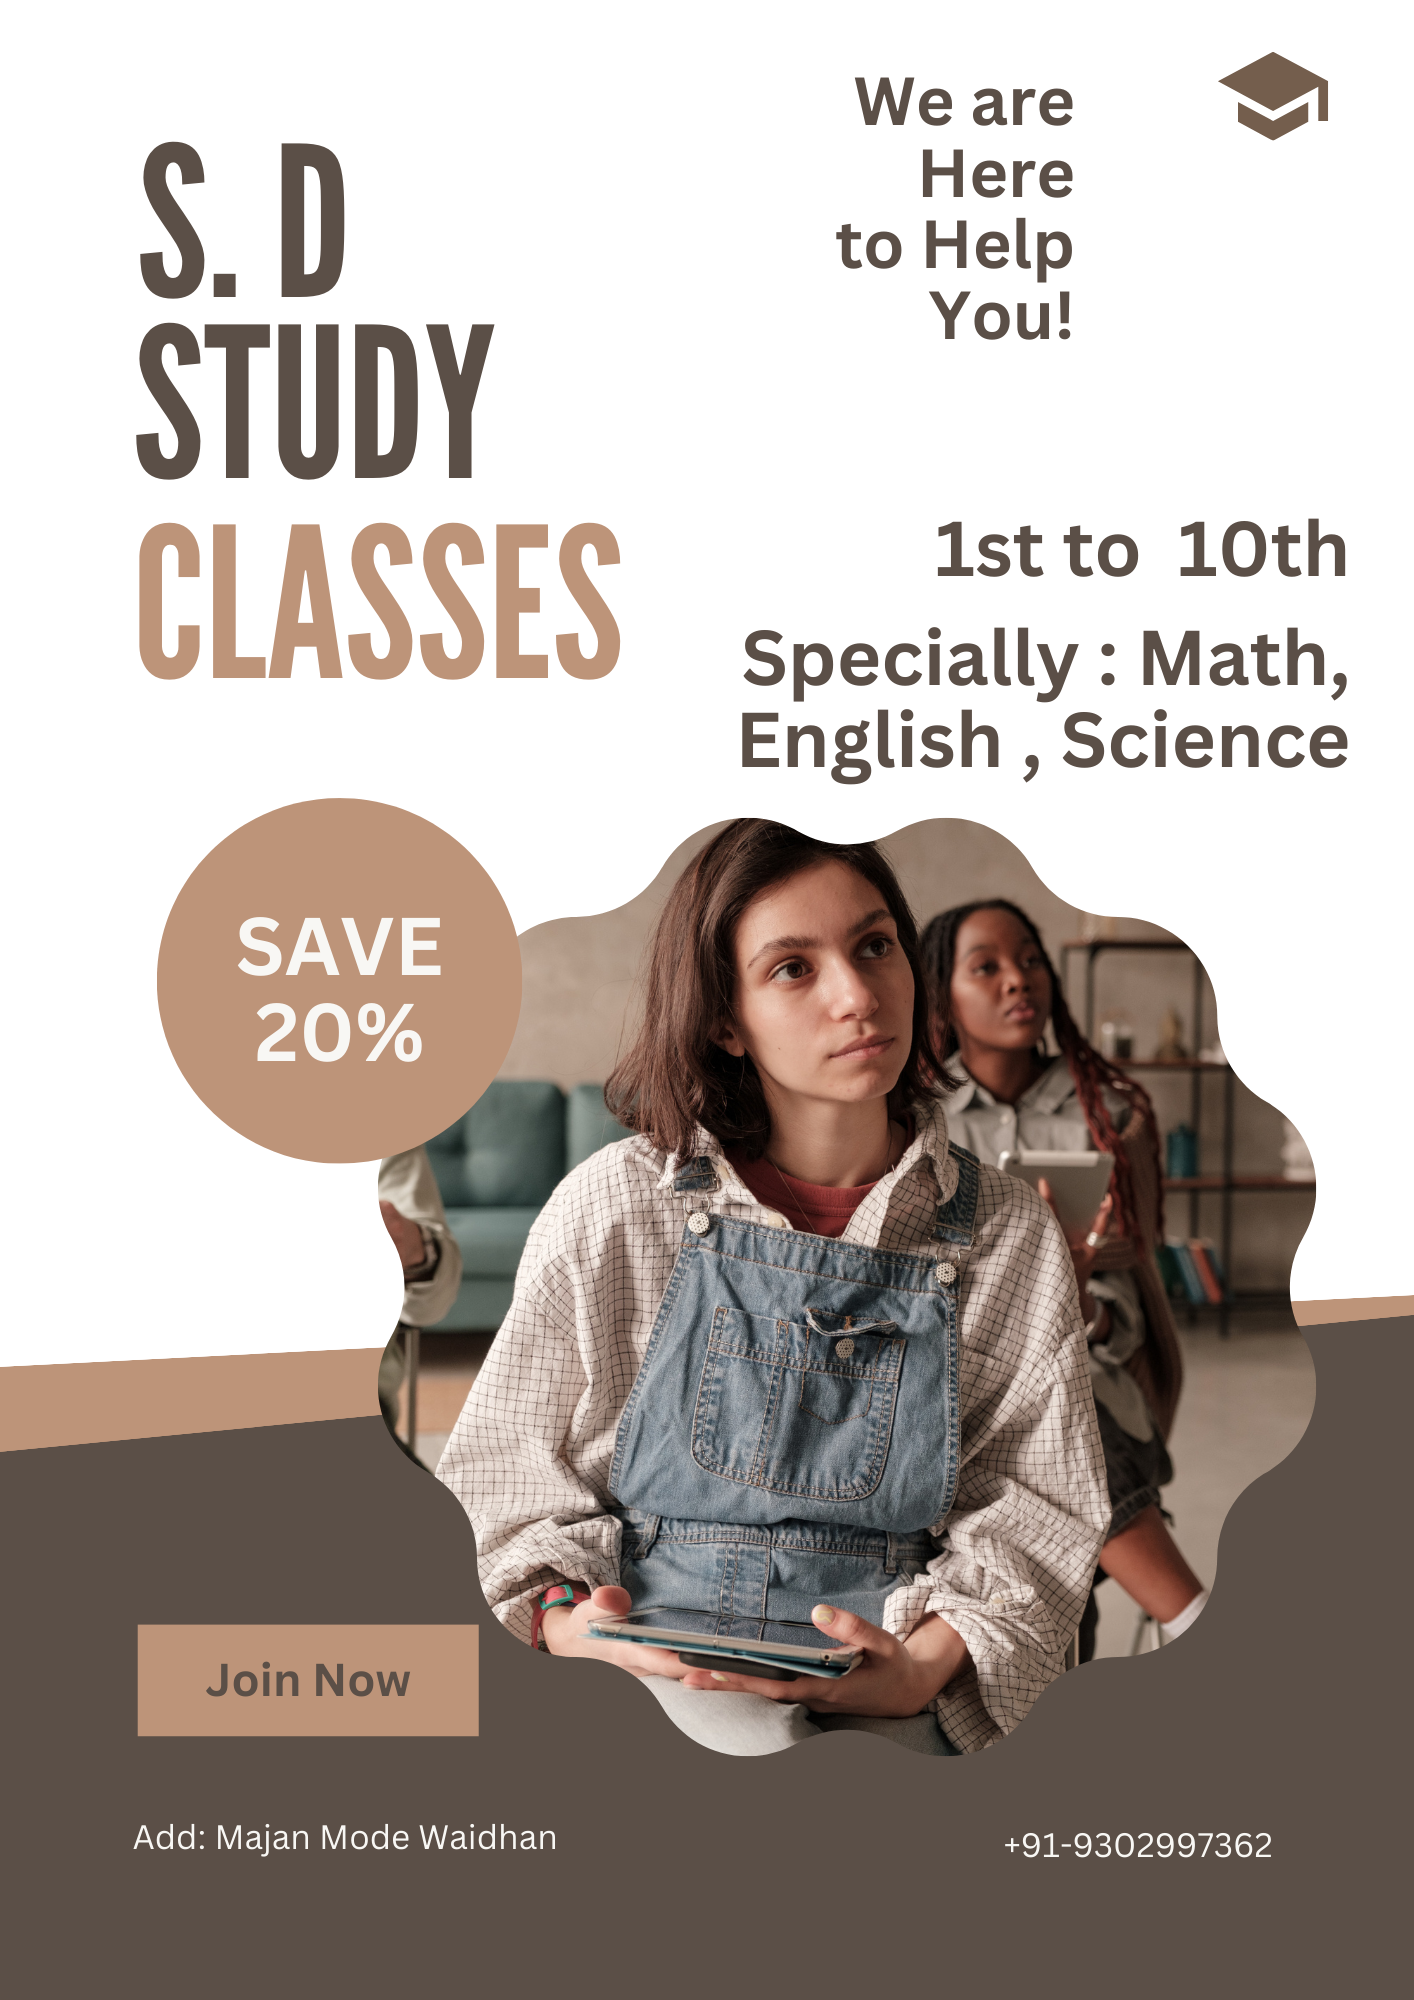 We are
Here
to Help
You!
S. D
STUDY
CLASSES
1st to 10th
Specially : Math,
English , Science
SAVE
20%
Join Now
Add: Majan Mode Waidhan
+91-9302997362